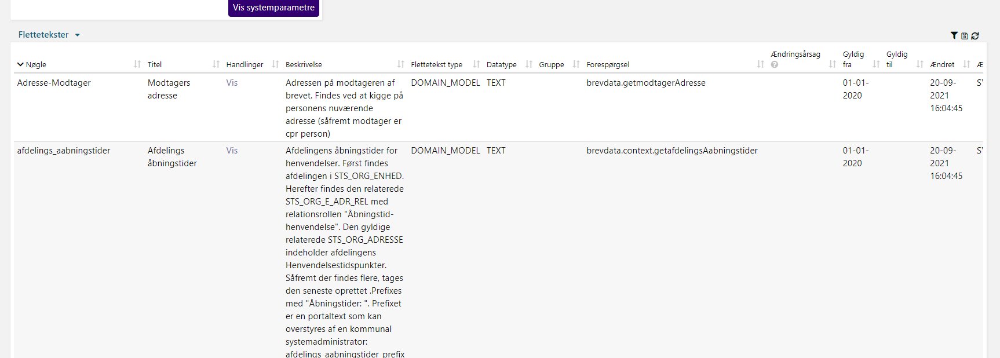 Vis systemparametre
Flettetekster
Nøgle Titel Handlinger Beskrivelse Flettetekst type Datatype Gruppe Forespørgsel Ændringsårsag Gyldig fra Gyldig til Ændret
Adresse-Modtager Modtagers Vis Adressen på modtageren af DOMAIN_MODEL TEXT brevdata.getmodtagerAdresse 01-01- 20-09-
adresse brevet. Findes ved at kigge på 2020 2021
personens nuværende 16:04:45
adresse (såfremt modtager er
cpr person)
afdelings_aabningstider Afdelings Vis Afdelingens åbningstider for DOMAIN_MODEL TEXT brevdata.context.getafdelingsAabningstider 01-01- 20-09-
åbningstider henvendelser. Først findes 2020 2021
afdelingen i STS_ORG_ENHED. 16:04:45
Herefter findes den relaterede
STS_ORG_E_ADR_REL med
relationsrollen "Åbningstid-
henvendelse". Den gyldige
relaterede STS_ORG_ADRESSE
indeholder afdelingens
Henvendelsestidspunkter.
Såfremt der findes flere, tages
den seneste oprettet .Prefixes
med "Åbningstider: ". Prefixet
er en portaltext som kan
overstyres af en kommunal
systemadministrator:
afdelings_aabningstider_prefix